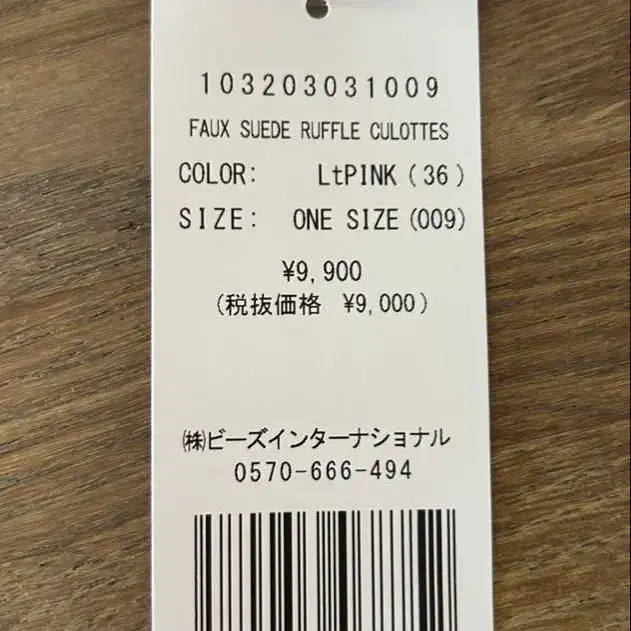 103203031009
FAUX SUEDE RUFFLE CULOTTES
COLOR: LtPINK(36)
SIZE: ONE SIZE(009)
¥9,900
(税抜価格 ¥9,000)
㈱ビーズインターナショナル
0570-666-494